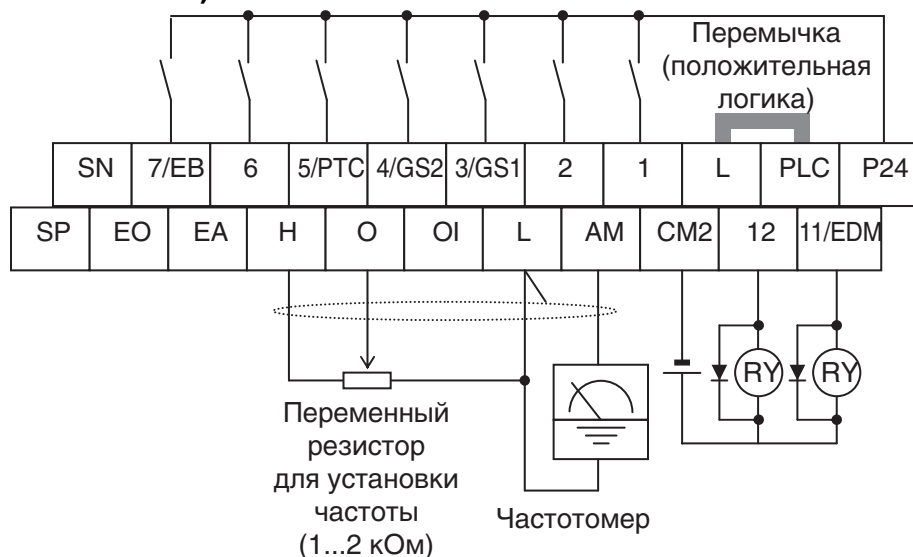 Перемычка
(положительная
логика)
SN 7/EB 6 5/PTC 4/GS2 3/GS1 2 1 L PLC P24
SP EO EA H O OI L AM CM2 12 11/EDM
RY RY
Переменный
резистор
для установки
частоты
(1...2 кОм)
Частотомер